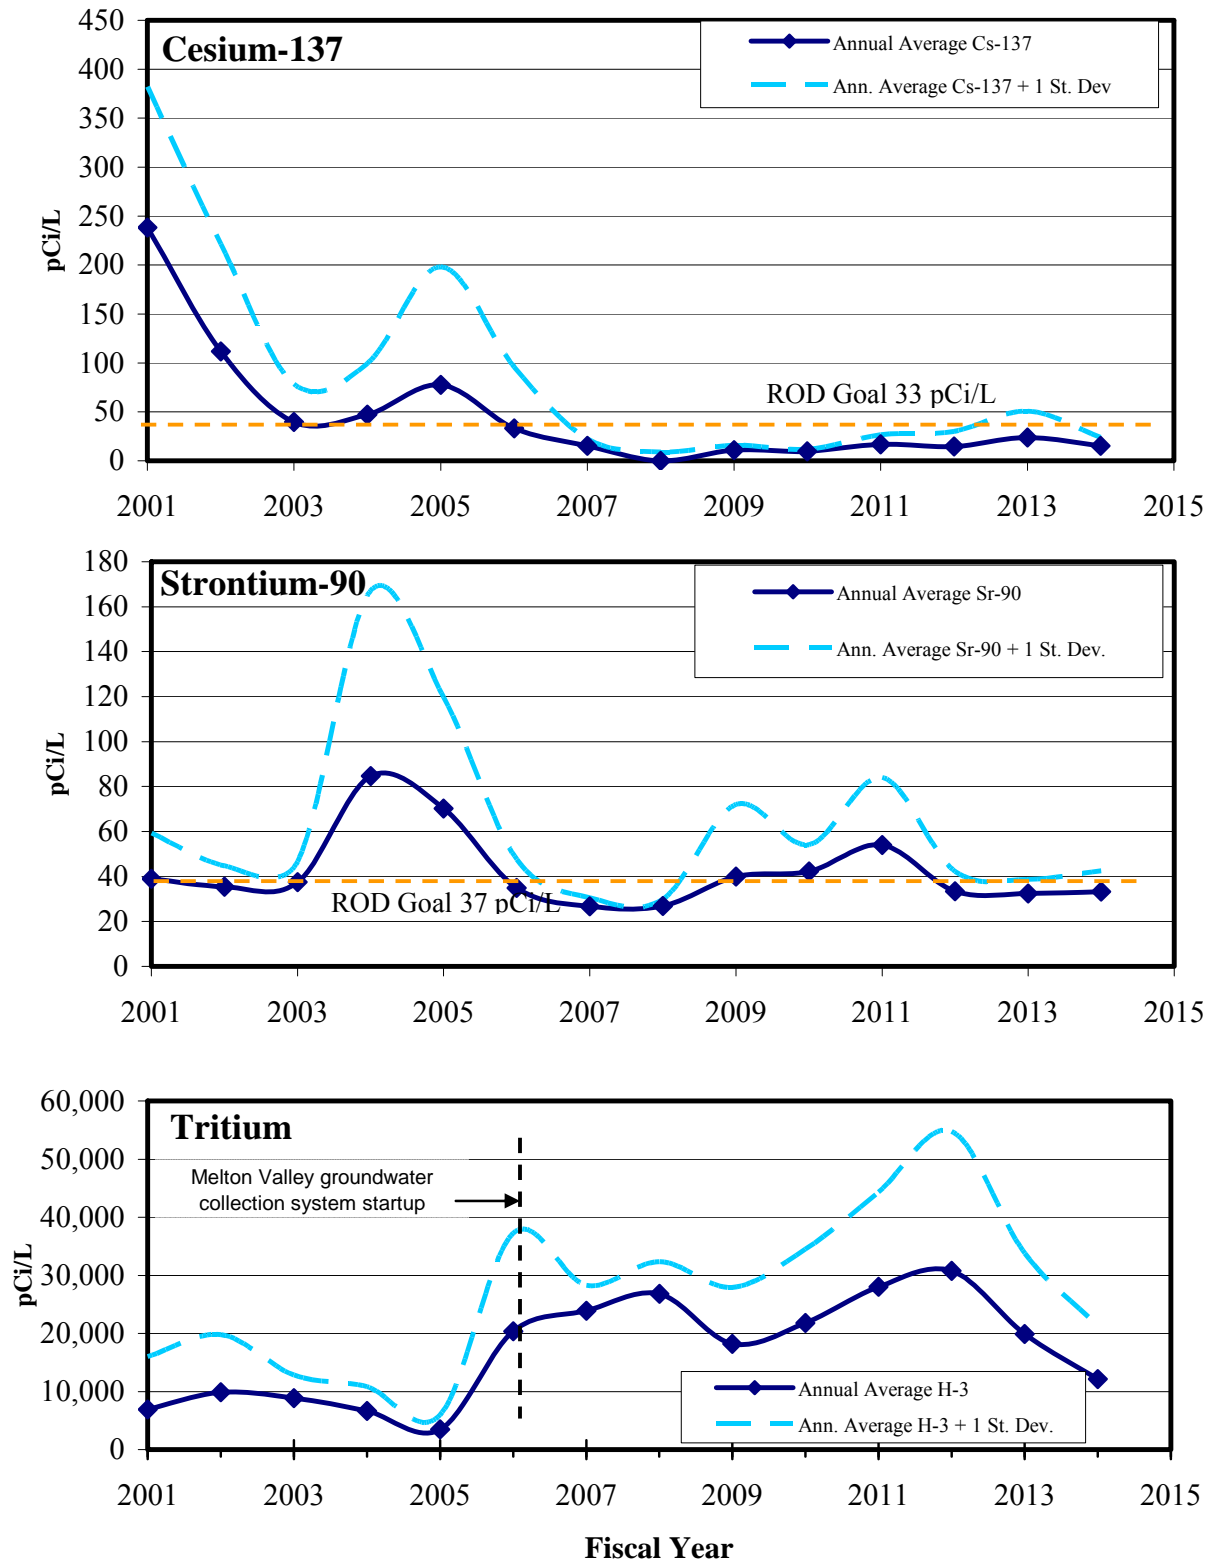 450
400
350
300
250
200
150
100
50
0
pCi/L
Cesium-137
Annual Average Cs-137
Ann. Average Cs-137 + 1 St. Dev
ROD Goal 33 pCi/L
2001 2003 2005 2007 2009 2011 2013 2015
180
160
140
120
100
80
60
40
20
0
pCi/L
Strontium-90
Annual Average Sr-90
Ann. Average Sr-90 + 1 St. Dev.
ROD Goal 37 pCi/L
2001 2003 2005 2007 2009 2011 2013 2015
60,000
50,000
40,000
30,000
20,000
10,000
0
pCi/L
Tritium
Melton Valley groundwater
collection system startup
Annual Average H-3
Ann. Average H-3 + 1 St. Dev.
2001 2003 2005 2007 2009 2011 2013 2015
Fiscal Year